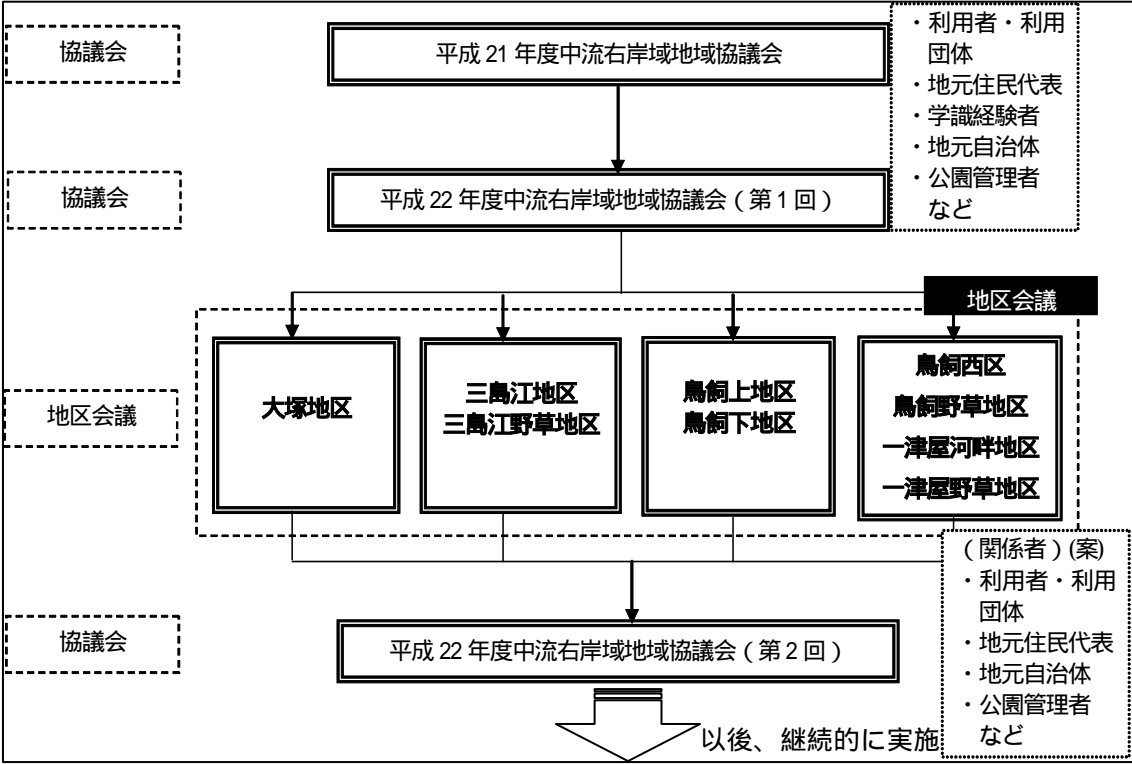 協議会
平成 21 年度中流右岸域地域協議会
・利用者・利用
団体
・地元住民代表
・学識経験者
・地元自治体
・公園管理者
など
協議会
平成 22 年度中流右岸域地域協議会（第 1 回）
地区会議
地区会議
大塚地区
三島江地区
三島江野草地区
鳥飼上地区
鳥飼下地区
鳥飼西区
鳥飼野草地区
一津屋河畔地区
一津屋野草地区
（関係者）(案)
・利用者・利用
団体
・地元住民代表
・地元自治体
・公園管理者
など
協議会
平成 22 年度中流右岸域地域協議会（第 2 回）
以後、継続的に実施